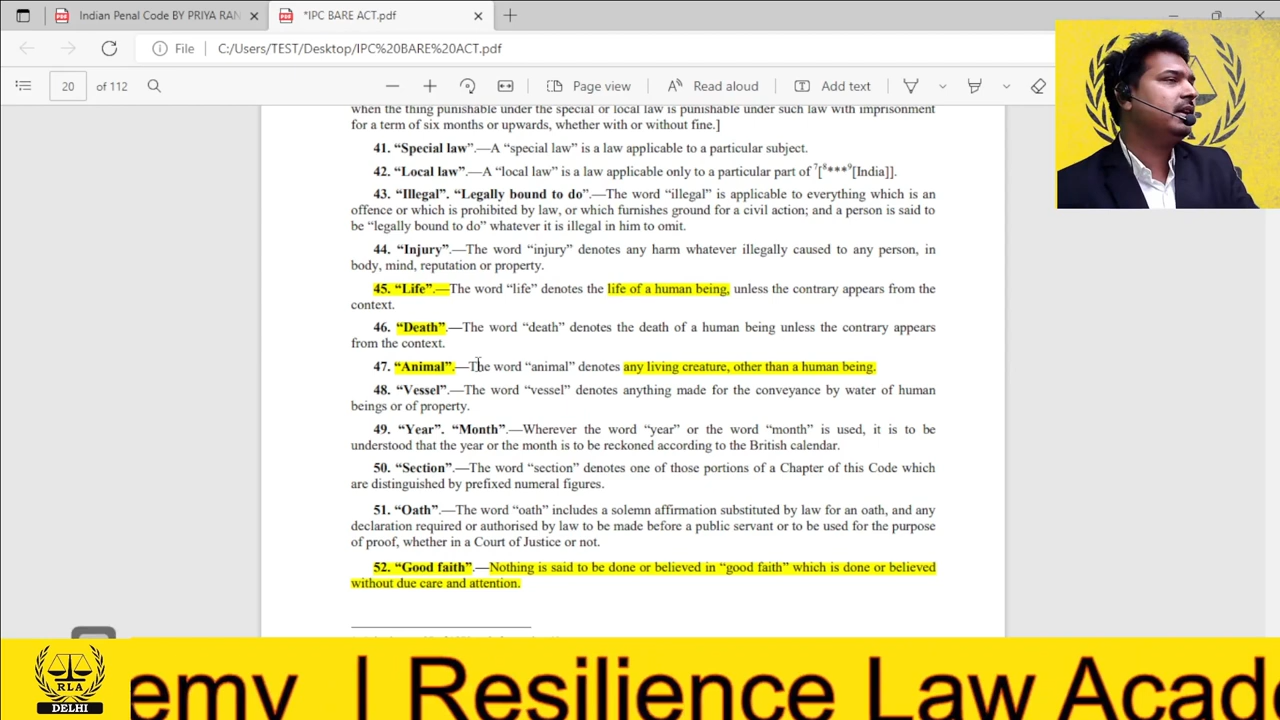 Indian Penal Code BY PRIYA RAN
*IPC BARE ACT.pdf
File
C:/Users/TEST/Desktop/IPC%20BARE%20ACT.pdf
20 of 112
Page view
Read aloud
Add text
when the thing punishable under the special or local law is punishable under such law with imprisonment
for a term of six months or upwards, whether with or without fine.]
41. “Special law”.—A “special law” is a law applicable to a particular subject.
42. “Local law”.—A “local law” is a law applicable only to a particular part of 7[8***9[India]].
43. “Illegal”. “Legally bound to do”.—The word “illegal” is applicable to everything which is an
offence or which is prohibited by law, or which furnishes ground for a civil action; and a person is said to
be “legally bound to do” whatever it is illegal in him to omit.
44. “Injury”.—The word “injury” denotes any harm whatever illegally caused to any person, in
body, mind, reputation or property.
45. “Life”.—The word “life” denotes the life of a human being, unless the contrary appears from the
context.
46. “Death”.—The word “death” denotes the death of a human being unless the contrary appears
from the context.
47. “Animal”.—The word “animal” denotes any living creature, other than a human being.
48. “Vessel”.—The word “vessel” denotes anything made for the conveyance by water of human
beings or of property.
49. “Year”. “Month”.—Wherever the word “year” or the word “month” is used, it is to be
understood that the year or the month is to be reckoned according to the British calendar.
50. “Section”.—The word “section” denotes one of those portions of a Chapter of this Code which
are distinguished by prefixed numeral figures.
51. “Oath”.—The word “oath” includes a solemn affirmation substituted by law for an oath, and any
declaration required or authorised by law to be made before a public servant or to be used for the purpose
of proof, whether in a Court of Justice or not.
52. “Good faith”.—Nothing is said to be done or believed in “good faith” which is done or believed
without due care and attention.
RLA
DELHI
emy | Resilience Law Acade